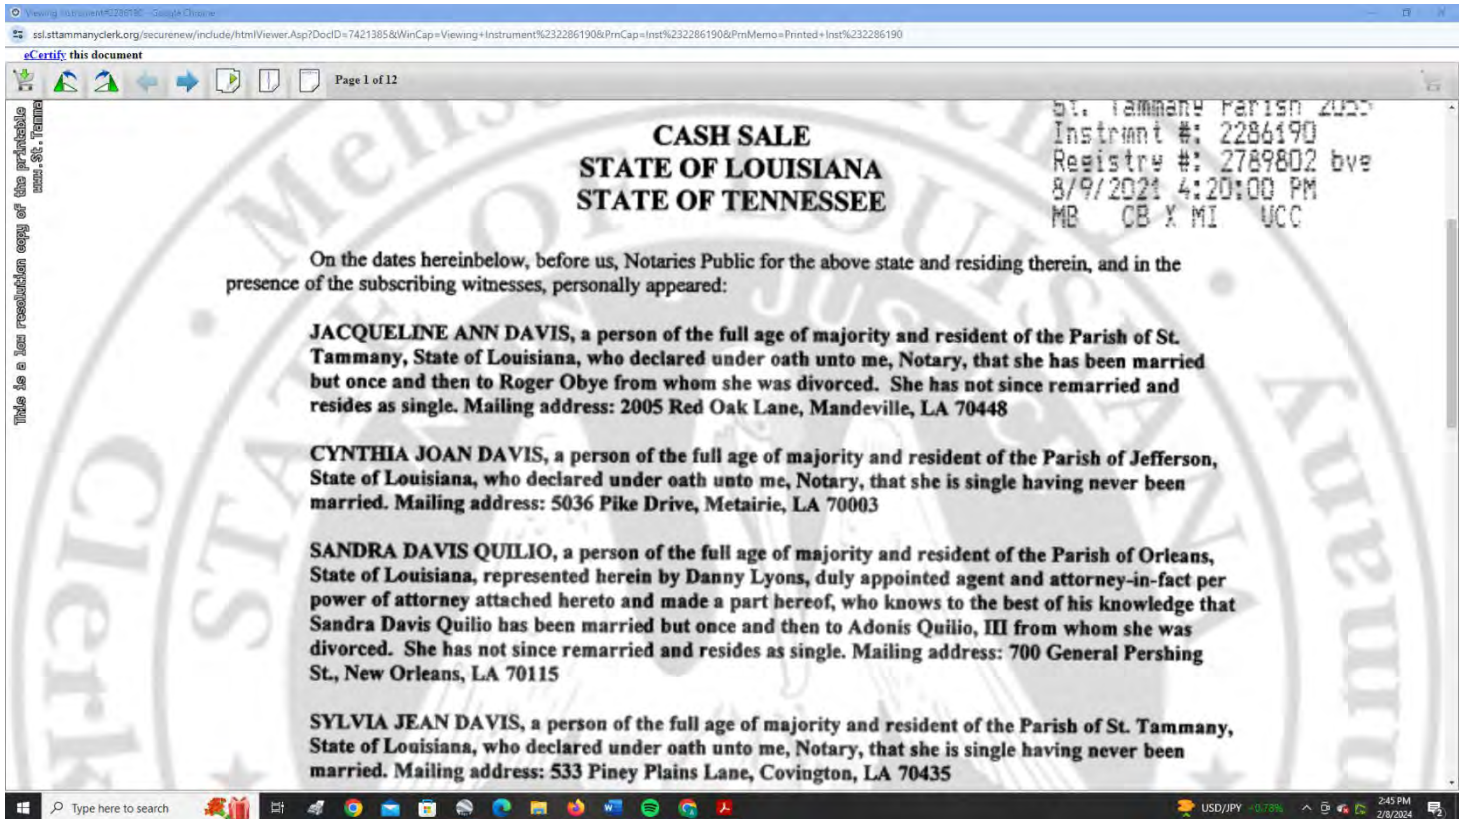 Viewing Instrument#2286190 - Google Chrome
ssl.sttammanyclerk.org/securenew/include/htmlViewer.Asp?DocID=7421385&WinCap=Viewing+Instrument%232286190&PrnCap=Inst%232286190&PrnMemo=Printed+Inst%232286190
eCertify this document
Page 1 of 12
This is a low resolution copy of the printable
www.St.Tamma
St. Tammany Parish 2055
Instrmnt #: 2286190
Registry #: 2789802 bve
8/9/2021 4:20:00 PM
MB CB X MI UCC
CASH SALE
STATE OF LOUISIANA
STATE OF TENNESSEE
On the dates hereinbelow, before us, Notaries Public for the above state and residing therein, and in the
presence of the subscribing witnesses, personally appeared:
JACQUELINE ANN DAVIS, a person of the full age of majority and resident of the Parish of St.
Tammany, State of Louisiana, who declared under oath unto me, Notary, that she has been married
but once and then to Roger Obye from whom she was divorced. She has not since remarried and
resides as single. Mailing address: 2005 Red Oak Lane, Mandeville, LA 70448
CYNTHIA JOAN DAVIS, a person of the full age of majority and resident of the Parish of Jefferson,
State of Louisiana, who declared under oath unto me, Notary, that she is single having never been
married. Mailing address: 5036 Pike Drive, Metairie, LA 70003
SANDRA DAVIS QUILIO, a person of the full age of majority and resident of the Parish of Orleans,
State of Louisiana, represented herein by Danny Lyons, duly appointed agent and attorney-in-fact per
power of attorney attached hereto and made a part hereof, who knows to the best of his knowledge that
Sandra Davis Quilio has been married but once and then to Adonis Quilio, III from whom she was
divorced. She has not since remarried and resides as single. Mailing address: 700 General Pershing
St., New Orleans, LA 70115
SYLVIA JEAN DAVIS, a person of the full age of majority and resident of the Parish of St. Tammany,
State of Louisiana, who declared under oath unto me, Notary, that she is single having never been
married. Mailing address: 533 Piney Plains Lane, Covington, LA 70435
Clerk
Type here to search
USD/JPY +0.78%
2:45 PM
2/8/2024